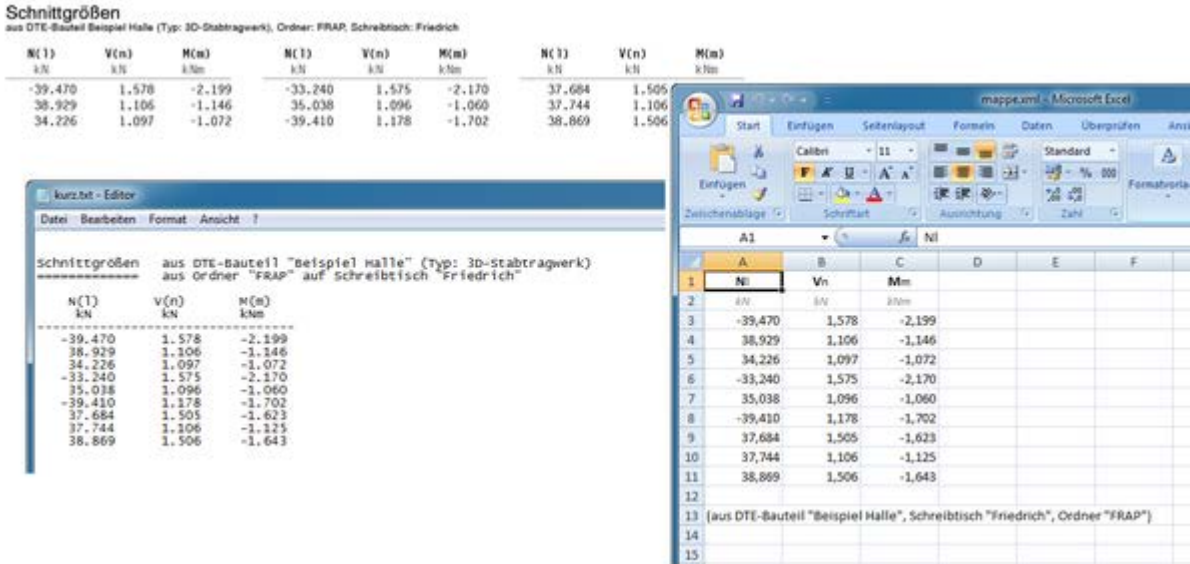 Schnittgrößen
aus DTE-Bauteil Beispiel Halle (Typ: 3D-Stabtragwerk), Ordner: FRAP, Schreibtisch: Friedrich
N(l) V(n) M(m) N(l) V(n) M(m) N(l) V(n) M(m)
kN kN kNm kN kN kNm kN kN kNm
-39.470 1.578 -2.199 -33.240 1.575 -2.170 37.684 1.505
38.929 1.106 -1.146 35.038 1.096 -1.060 37.744 1.106
34.226 1.097 -1.072 -39.410 1.178 -1.702 38.869 1.506
kurz.txt - Editor
Datei Bearbeiten Format Ansicht ?
Schnittgrößen aus DTE-Bauteil "Beispiel Halle" (Typ: 3D-Stabtragwerk)
============== aus Ordner "FRAP" auf Schreibtisch "Friedrich"
N(l) V(n) M(m)
kN kN kNm
-39.470 1.578 -2.199
38.929 1.106 -1.146
34.226 1.097 -1.072
-33.240 1.575 -2.170
35.038 1.096 -1.060
-39.410 1.178 -1.702
37.684 1.505 -1.623
37.744 1.106 -1.125
38.869 1.506 -1.643
mappe.xml - Microsoft Excel
Start Einfügen Seitenlayout Formeln Daten Überprüfen Ansi
Calibri 11 Standard
Einfügen F K U A A % 000 Formatvorla
Zwischenablage Schriftart Ausrichtung Zahl
A1 fx Nl
A B C D E F
1 Nl Vn Mm
2 kN kN kNm
3 -39,470 1,578 -2,199
4 38,929 1,106 -1,146
5 34,226 1,097 -1,072
6 -33,240 1,575 -2,170
7 35,038 1,096 -1,060
8 -39,410 1,178 -1,702
9 37,684 1,505 -1,623
10 37,744 1,106 -1,125
11 38,869 1,506 -1,643
12
13 (aus DTE-Bauteil "Beispiel Halle", Schreibtisch "Friedrich", Ordner "FRAP")
14
15